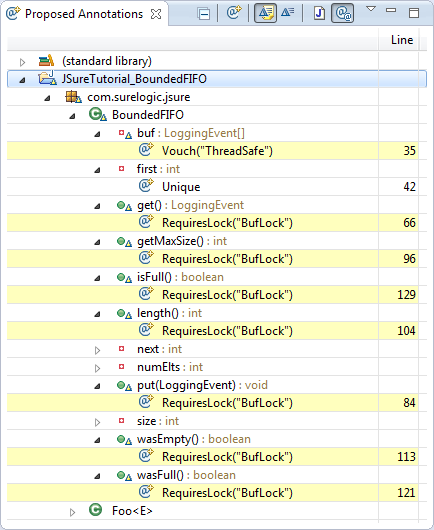 Proposed Annotations
Line
(standard library)
JSureTutorial_BoundedFIFO
com.surelogic.jsure
BoundedFIFO
buf : LoggingEvent[]
Vouch("ThreadSafe") 35
first : int
Unique 42
get() : LoggingEvent
RequiresLock("BufLock") 66
getMaxSize() : int
RequiresLock("BufLock") 96
isFull() : boolean
RequiresLock("BufLock") 129
length() : int
RequiresLock("BufLock") 104
next : int
numElts : int
put(LoggingEvent) : void
RequiresLock("BufLock") 84
size : int
wasEmpty() : boolean
RequiresLock("BufLock") 113
wasFull() : boolean
RequiresLock("BufLock") 121
Foo<E>